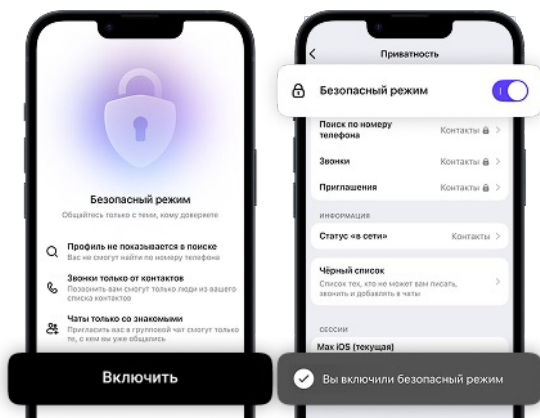 Безопасный режим
Общайтесь только с теми, кому доверяете
Профиль не показывается в поиске
Вас не смогут найти по номеру телефона
Звонки только от контактов
Позвонить вам смогут только люди из вашего
списка контактов
Чаты только со знакомыми
Пригласить вас в групповой чат смогут только
те, с кем вы уже общались
Включить
Приватность
Безопасный режим
Поиск по номеру
телефона
Контакты
Звонки
Контакты
Приглашения
Контакты
ИНФОРМАЦИЯ
Статус «в сети»
Контакты
Чёрный список
Список тех, кто не может вам писать,
звонить и добавлять в чаты
СЕССИИ
Max iOS (текущая)
Вы включили безопасный режим